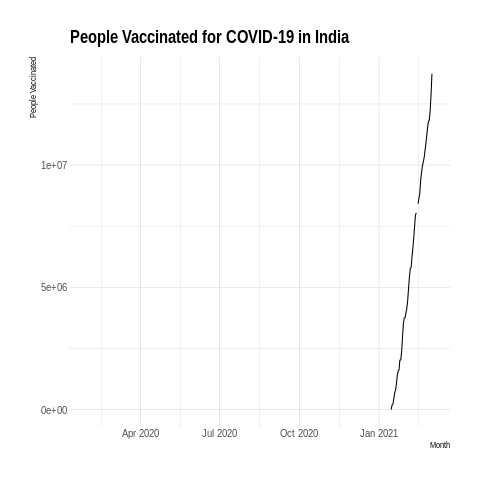 People Vaccinated for COVID-19 in India
People Vaccinated
1e+07
5e+06
0e+00
Apr 2020 Jul 2020 Oct 2020 Jan 2021
Month